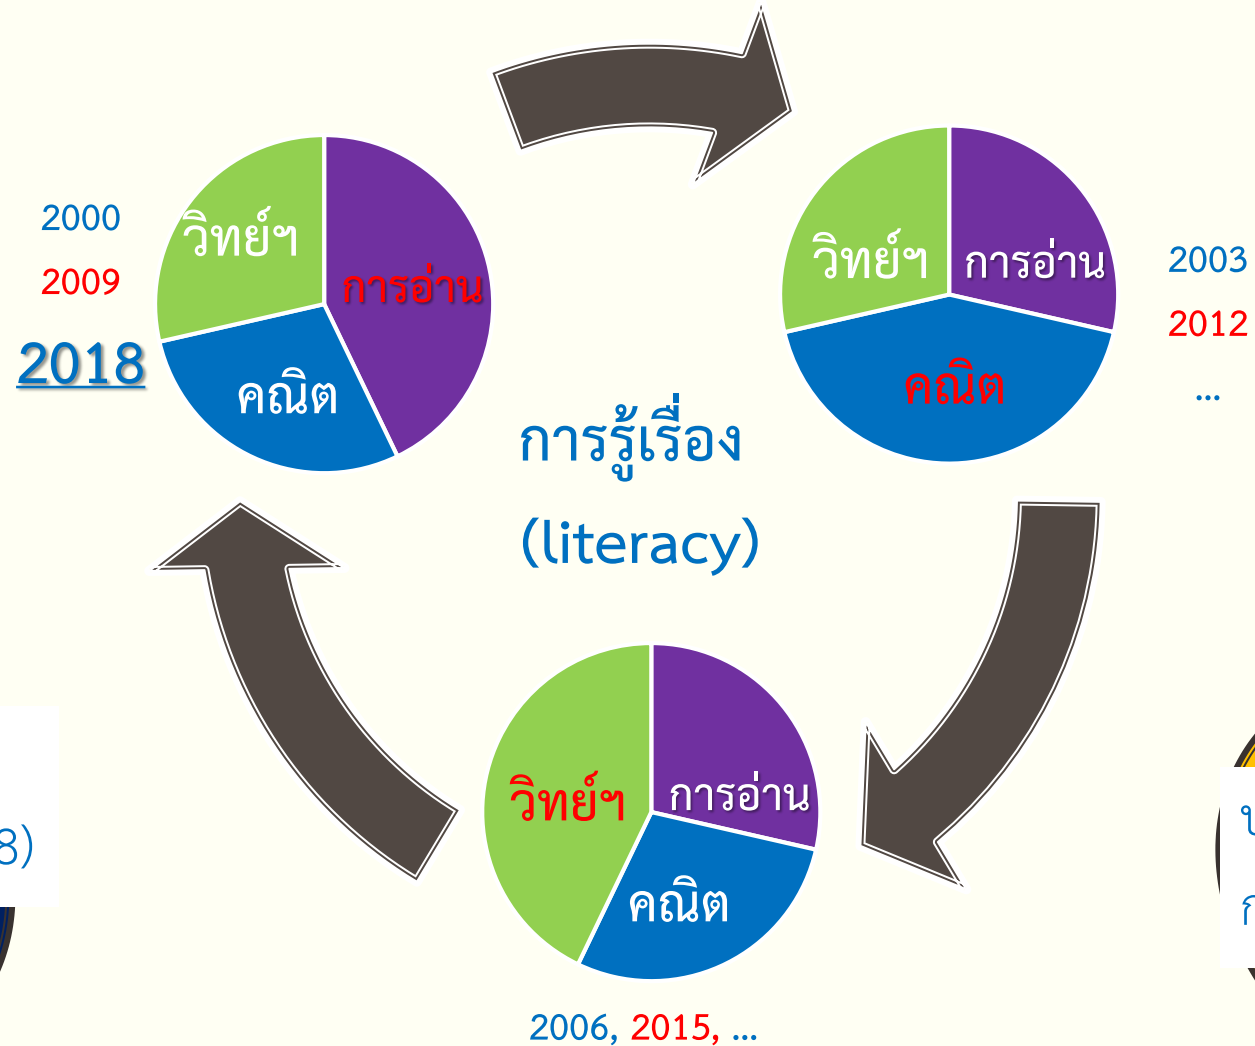 วิทย์ฯ
การอ่าน
คณิต
2000
2009
2018
วิทย์ฯ
การอ่าน
คณิต
2003
2012
...
การรู้เรื่อง
(literacy)
วิทย์ฯ
การอ่าน
คณิต
2006, 2015, ...
8)